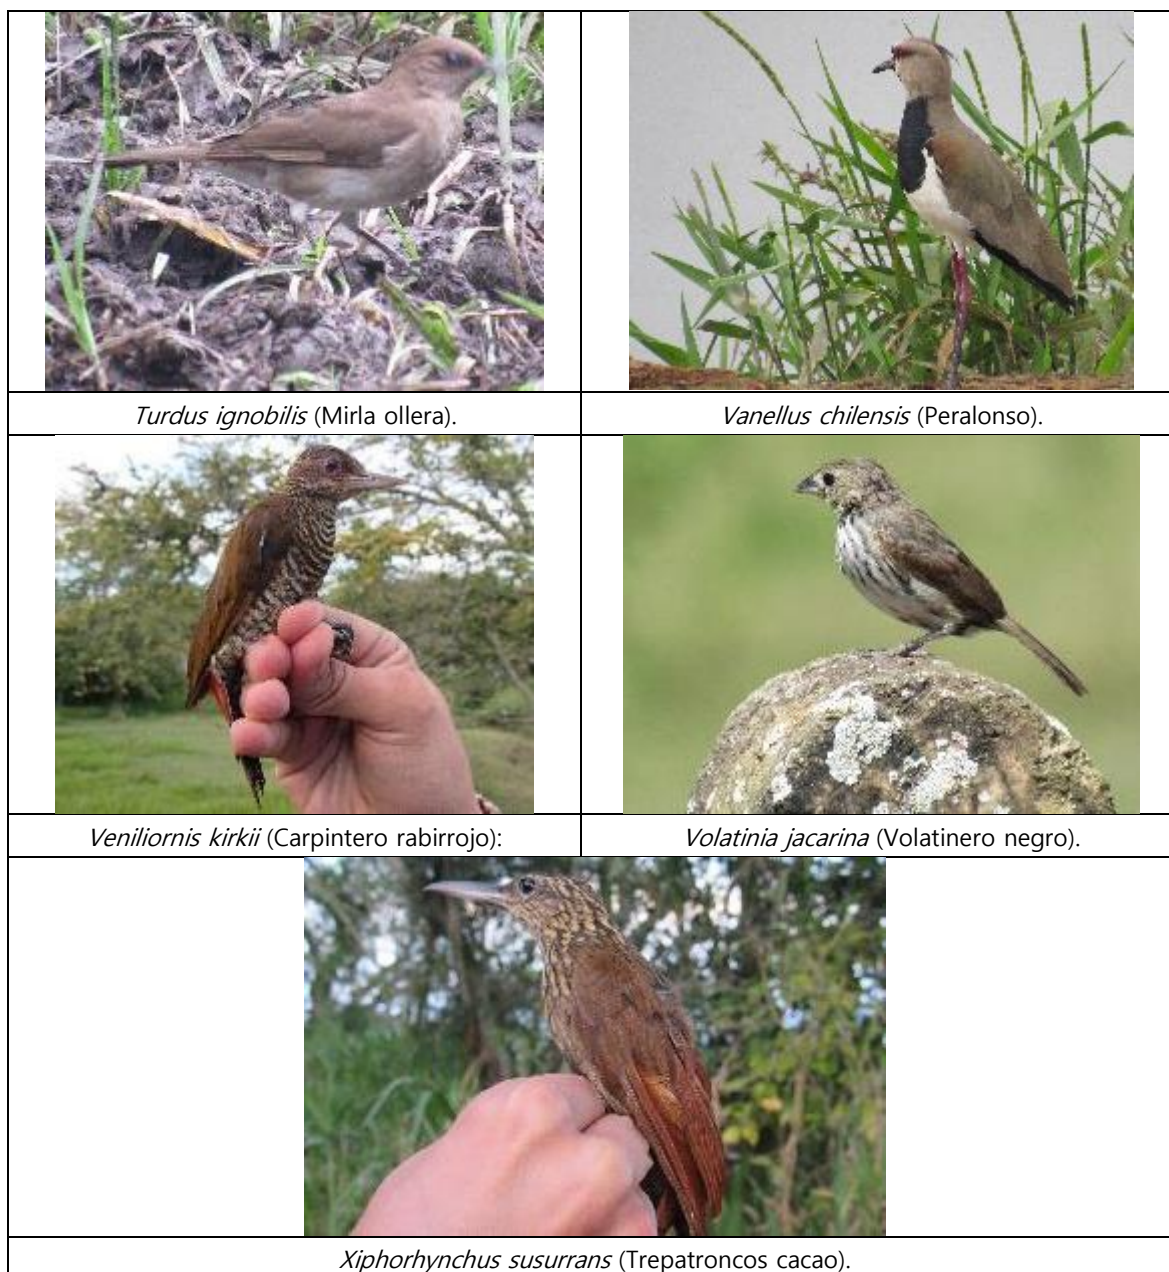 Turdus ignobilis (Mirla ollera).
Vanellus chilensis (Peralonso).
Veniliornis kirkii (Carpintero rabirrojo):
Volatinia jacarina (Volatinero negro).
Xiphorhynchus susurrans (Trepatroncos cacao).